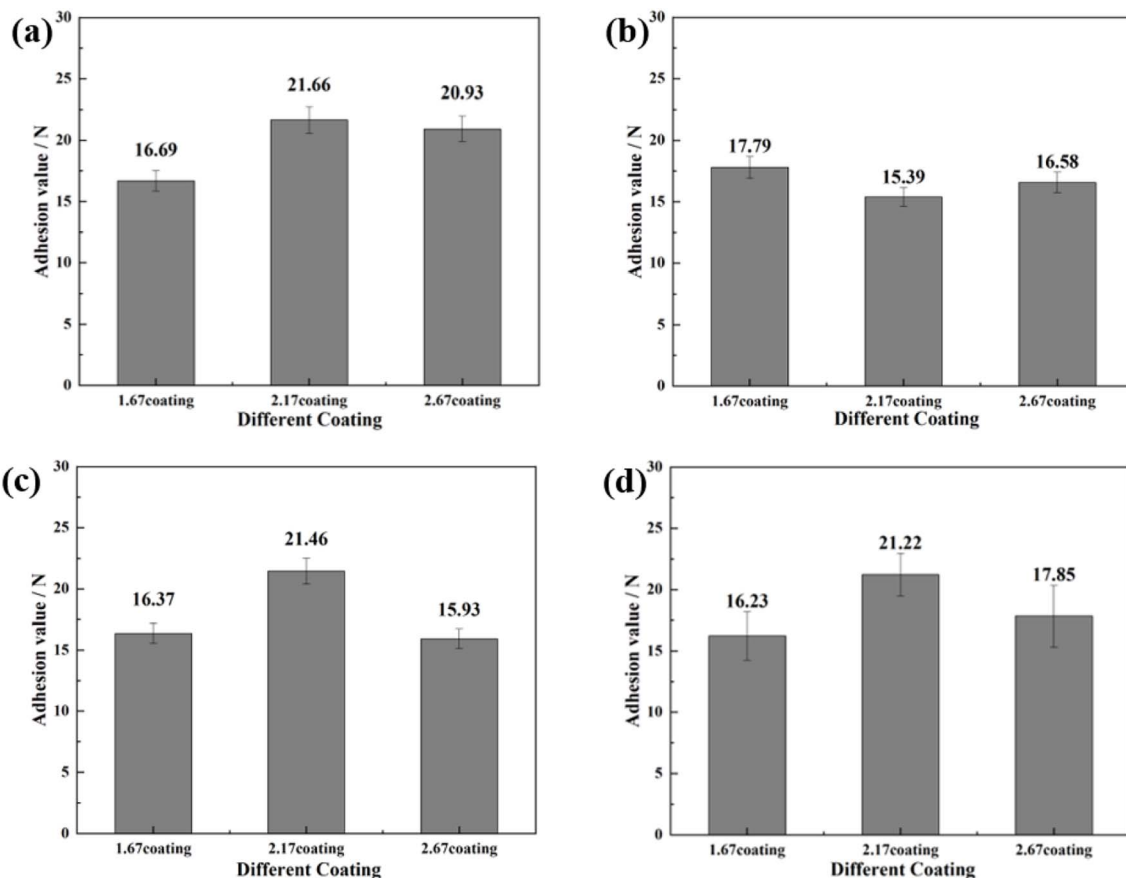 (a)
Adhesion value / N
30
25
20
15
10
5
0
16.69
21.66
20.93
1.67coating 2.17coating 2.67coating
Different Coating
(b)
Adhesion value / N
30
25
20
15
10
5
0
17.79
15.39
16.58
1.67coating 2.17coating 2.67coating
Different Coating
(c)
Adhesion value / N
30
25
20
15
10
5
0
16.37
21.46
15.93
1.67coating 2.17coating 2.67coating
Different Coating
(d)
Adhesion value / N
30
25
20
15
10
5
0
16.23
21.22
17.85
1.67coating 2.17coating 2.67coating
Different Coating